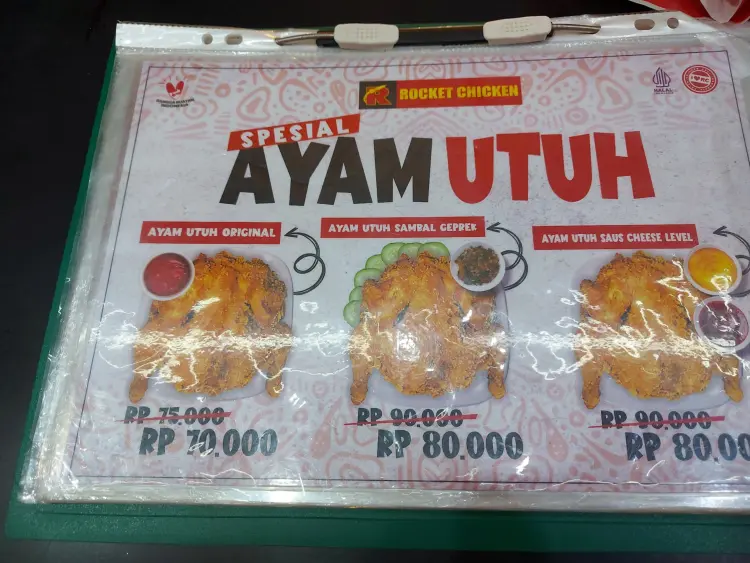 ROCKET CHICKEN
HALAL
SPESIAL
AYAM UTUH
AYAM UTUH ORIGINAL
AYAM UTUH SAMBAL GEPREK
AYAM UTUH SAUS CHEESE LEVEL
RP 75.000
RP 70.000
RP 90.000
RP 80.000
RP 90.000
RP 80.00